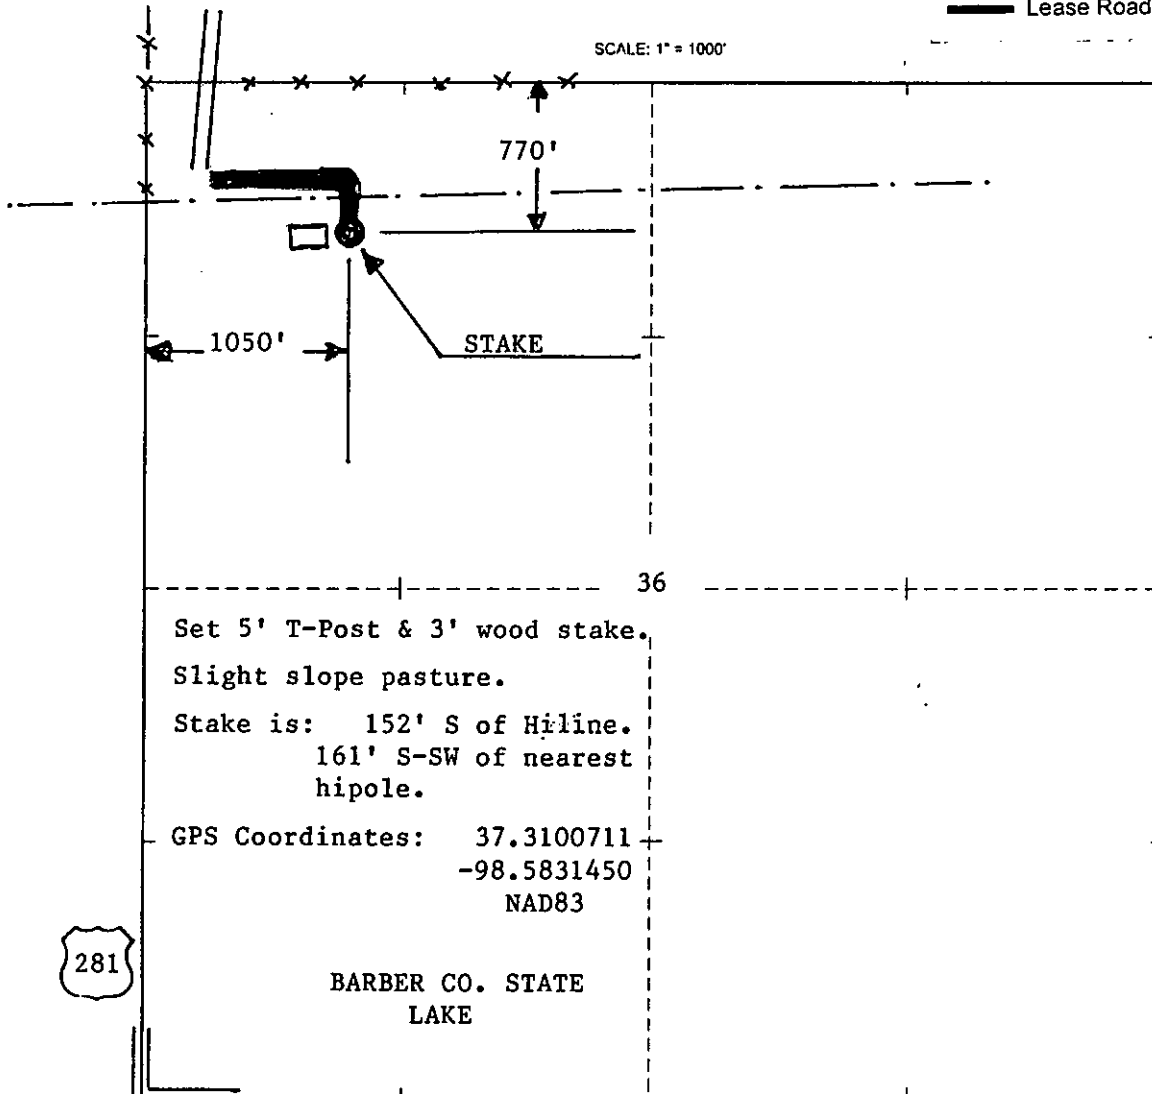 Lease Road
SCALE: 1" = 1000'
770'
1050'
STAKE
36
Set 5' T-Post & 3' wood stake.
Slight slope pasture.
Stake is: 152' S of Hiline.
161' S-SW of nearest
hipole.
GPS Coordinates: 37.3100711
-98.5831450
NAD83
281
BARBER CO. STATE
LAKE